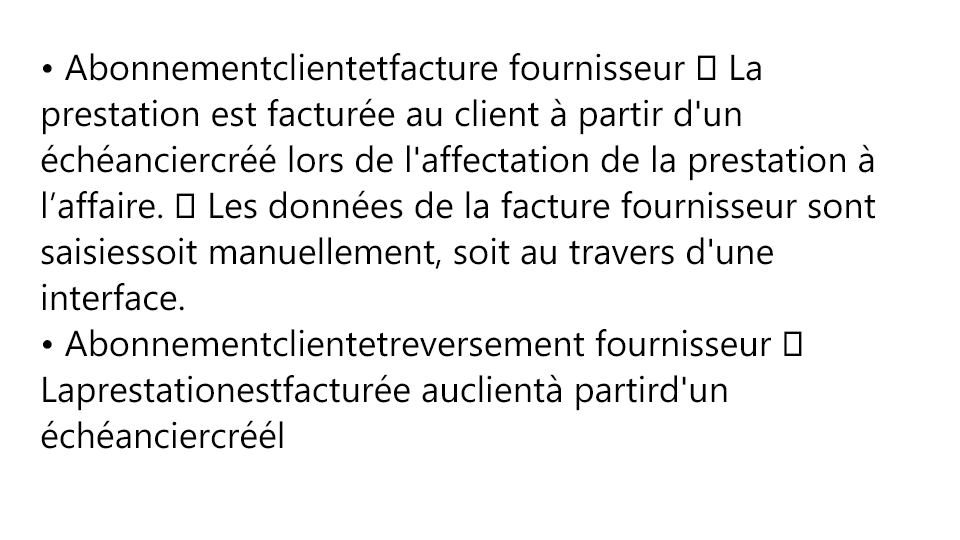 • Abonnementclientetfacture fournisseur  La
prestation est facturée au client à partir d'un
échéanciercréé lors de l'affectation de la prestation à
l’affaire.  Les données de la facture fournisseur sont
saisiessoit manuellement, soit au travers d'une
interface.
• Abonnementclientetreversement fournisseur 
Laprestationestfacturée auclientà partird'un
échéanciercréél